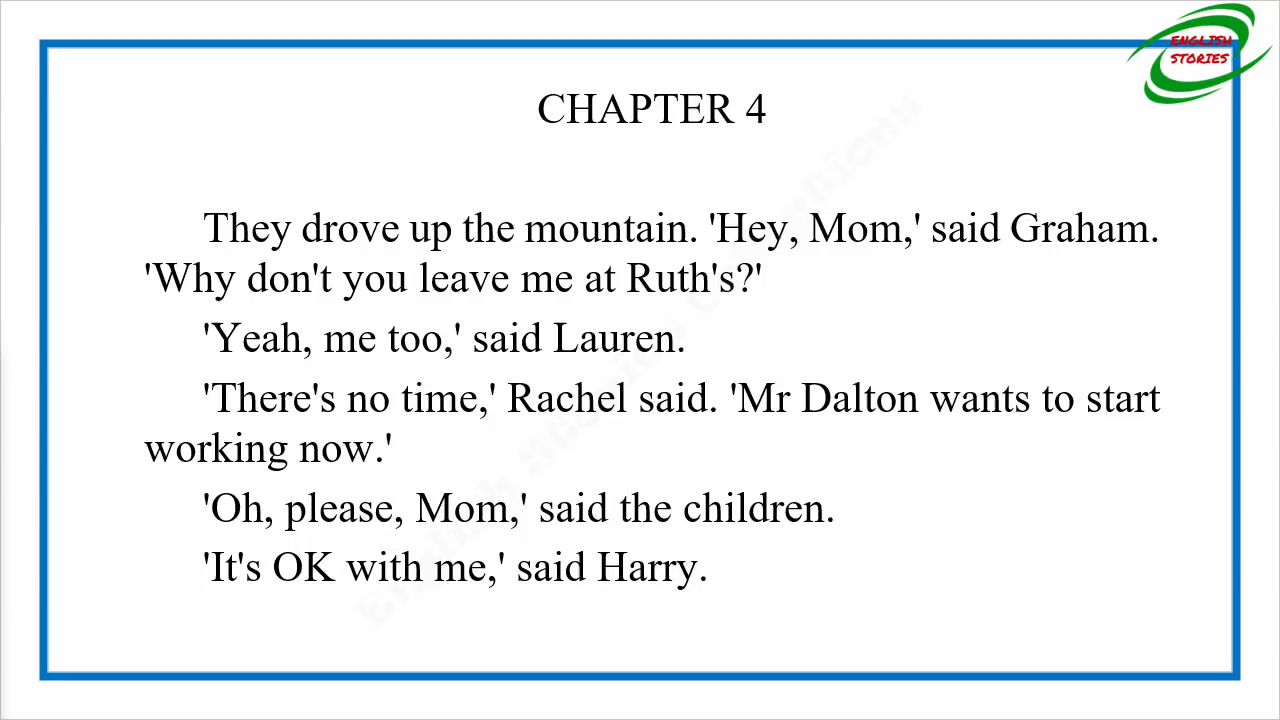 ENGLISH
STORIES
CHAPTER 4
They drove up the mountain. 'Hey, Mom,' said Graham.
'Why don't you leave me at Ruth's?'
'Yeah, me too,' said Lauren.
'There's no time,' Rachel said. 'Mr Dalton wants to start
working now.'
'Oh, please, Mom,' said the children.
'It's OK with me,' said Harry.